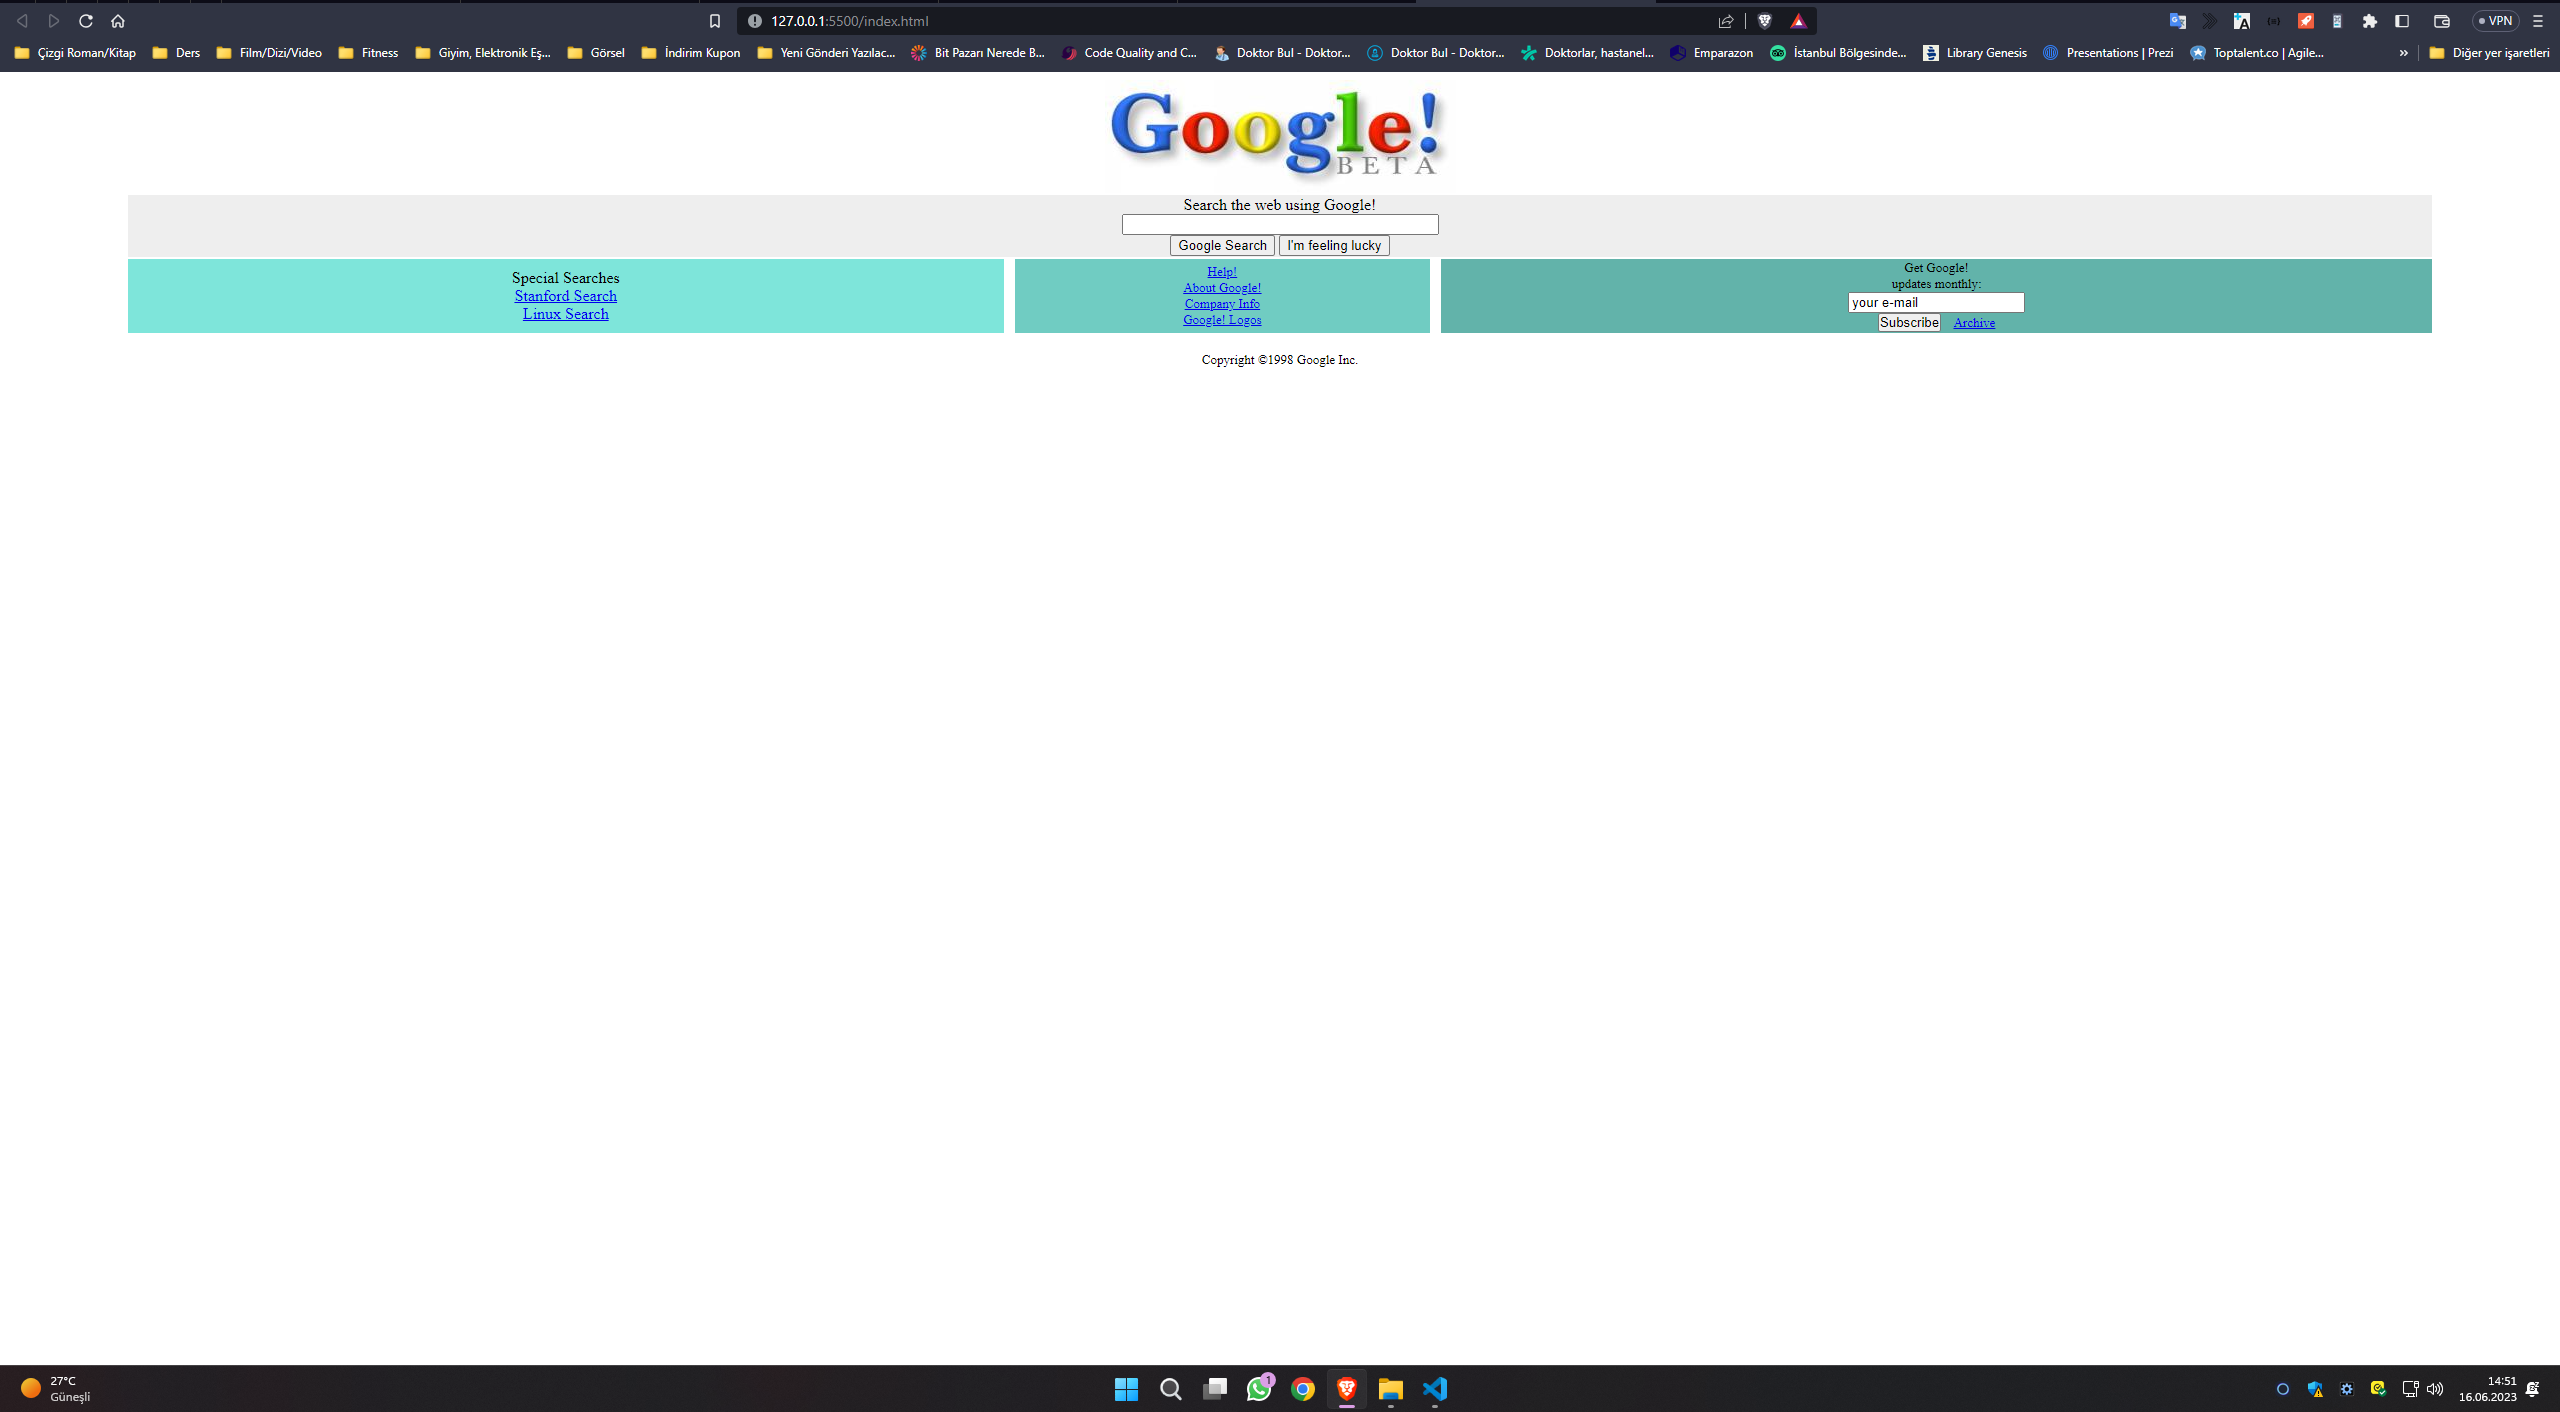 127.0.0.1:5500/index.html
VPN
Çizgi Roman/Kitap Ders Film/Dizi/Video Fitness Giyim, Elektronik Eş... Görsel İndirim Kupon Yeni Gönderi Yazılac... Bit Pazarı Nerede B... Code Quality and C... Doktor Bul - Doktor... Doktor Bul - Doktor... Doktorlar, hastanel... Emparazon İstanbul Bölgesinde... Library Genesis Presentations | Prezi Toptalent.co | Agile... » Diğer yer işaretleri
Google!
BETA
Search the web using Google!
Google Search I'm feeling lucky
Special Searches
Stanford Search
Linux Search
Help!
About Google!
Company Info
Google! Logos
Get Google!
updates monthly:
your e-mail
Subscribe Archive
Copyright ©1998 Google Inc.
27°C
Güneşli
1
14:51
16.06.2023